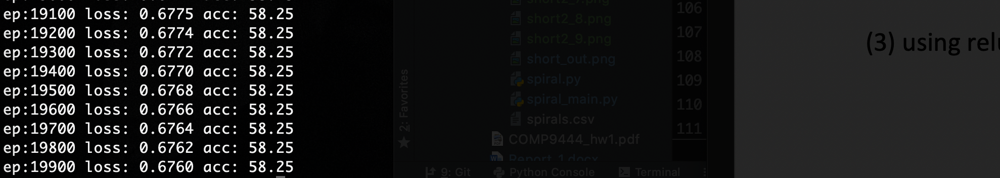 ep:19100 loss: 0.6775 acc: 58.25
ep:19200 loss: 0.6774 acc: 58.25
ep:19300 loss: 0.6772 acc: 58.25
ep:19400 loss: 0.6770 acc: 58.25
ep:19500 loss: 0.6768 acc: 58.25
ep:19600 loss: 0.6766 acc: 58.25
ep:19700 loss: 0.6764 acc: 58.25
ep:19800 loss: 0.6762 acc: 58.25
ep:19900 loss: 0.6760 acc: 58.25
2: Favorites
short2_7.png
short2_8.png
short2_9.png
short_out.png
spiral.py
spiral_main.py
spirals.csv
COMP9444_hw1.pdf
Report_1.docx
9: Git
Python Console
Terminal
106
107
108
109
110
111
(3) using